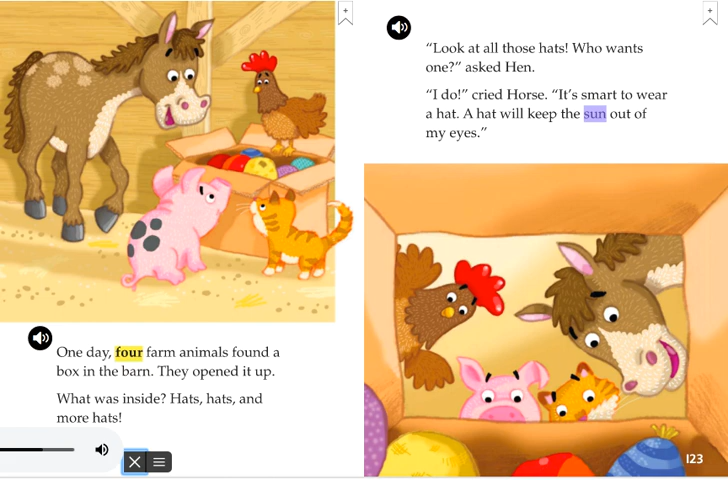 One day, four farm animals found a
box in the barn. They opened it up.
What was inside? Hats, hats, and
more hats!
“Look at all those hats! Who wants
one?” asked Hen.
“I do!” cried Horse. “It’s smart to wear
a hat. A hat will keep the sun out of
my eyes.”
123